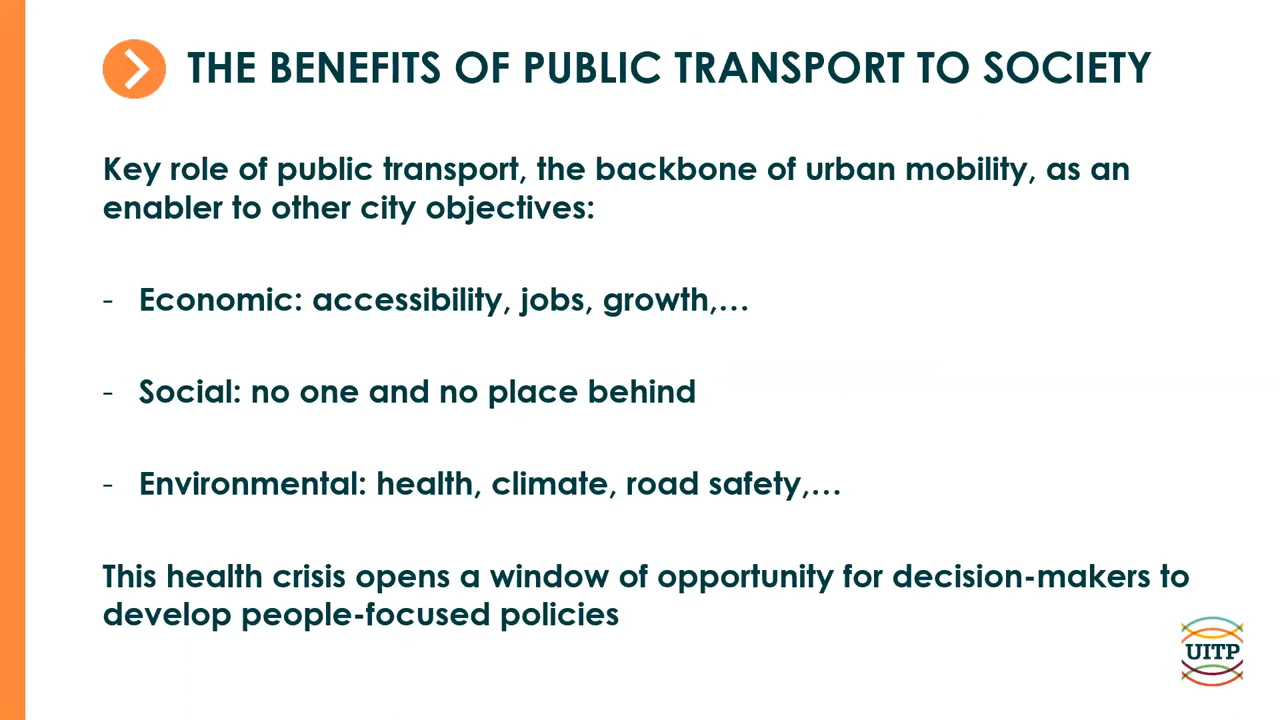 THE BENEFITS OF PUBLIC TRANSPORT TO SOCIETY
Key role of public transport, the backbone of urban mobility, as an
enabler to other city objectives:
- Economic: accessibility, jobs, growth,…
- Social: no one and no place behind
- Environmental: health, climate, road safety,…
This health crisis opens a window of opportunity for decision-makers to
develop people-focused policies
UITP